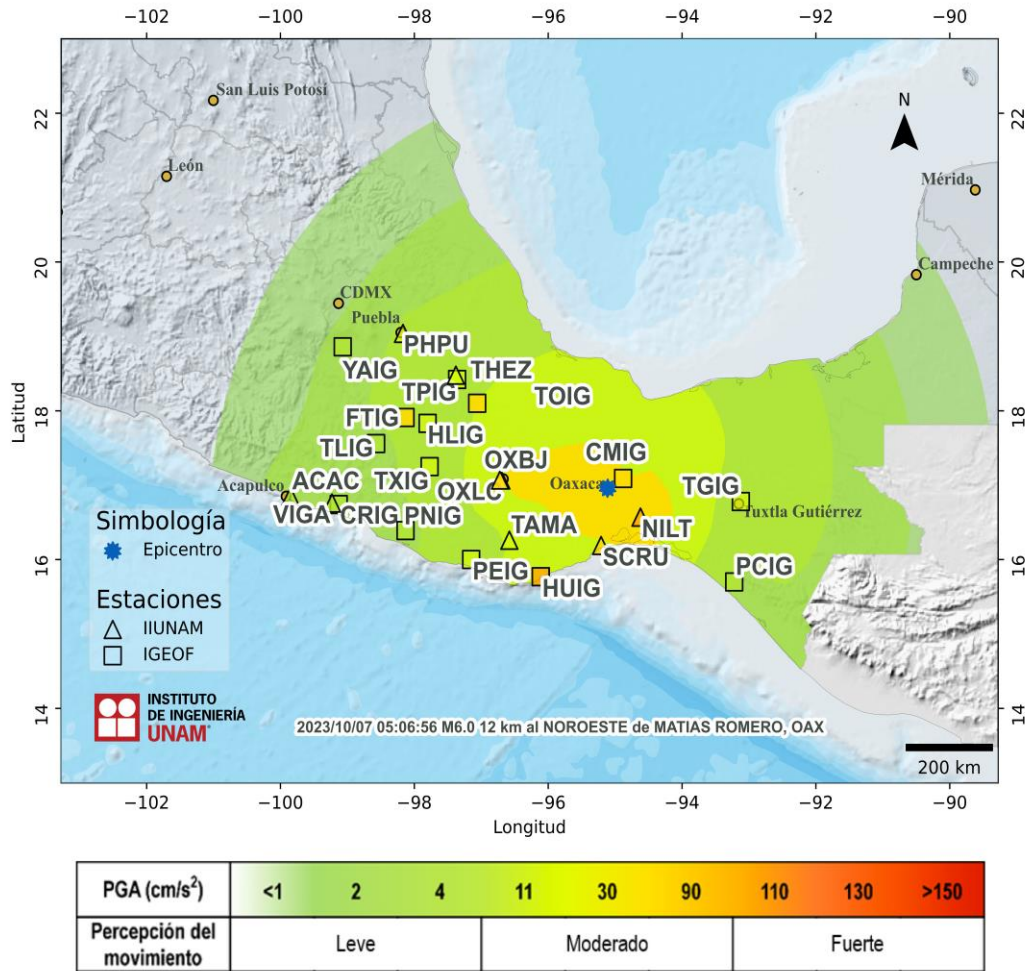 −102 −100 −98 −96 −94 −92 −90
N
San Luis Potosi
22 22
León
Mérida
20 20
Campeche
CDMX
Puebla
PHPU
YAIG THEZ
TPIG TOIG
18 18
FTIG
HLIG
TLIG
OXBJ CMIG
TXIG Oaxaca
ACAC OXLC TGIG
Acapulco
Tuxtla Gutiérrez
VIGA CRIG PNIG
TAMA NILT
SCRU
16 16
PEIG PCIG
HUIG
Latitud
Simbología
Epicentro
Estaciones
IIUNAM
IGEOF
14 14
INSTITUTO
DE INGENIERÍA
UNAM
2023/10/07 05:06:56 M6.0 12 km al NOROESTE de MATIAS ROMERO, OAX
200 km
−102 −100 −98 −96 −94 −92 −90
Longitud
PGA (cm/s²) <1 2 4 11 30 90 110 130 >150
Percepción del
movimiento
Leve Moderado Fuerte